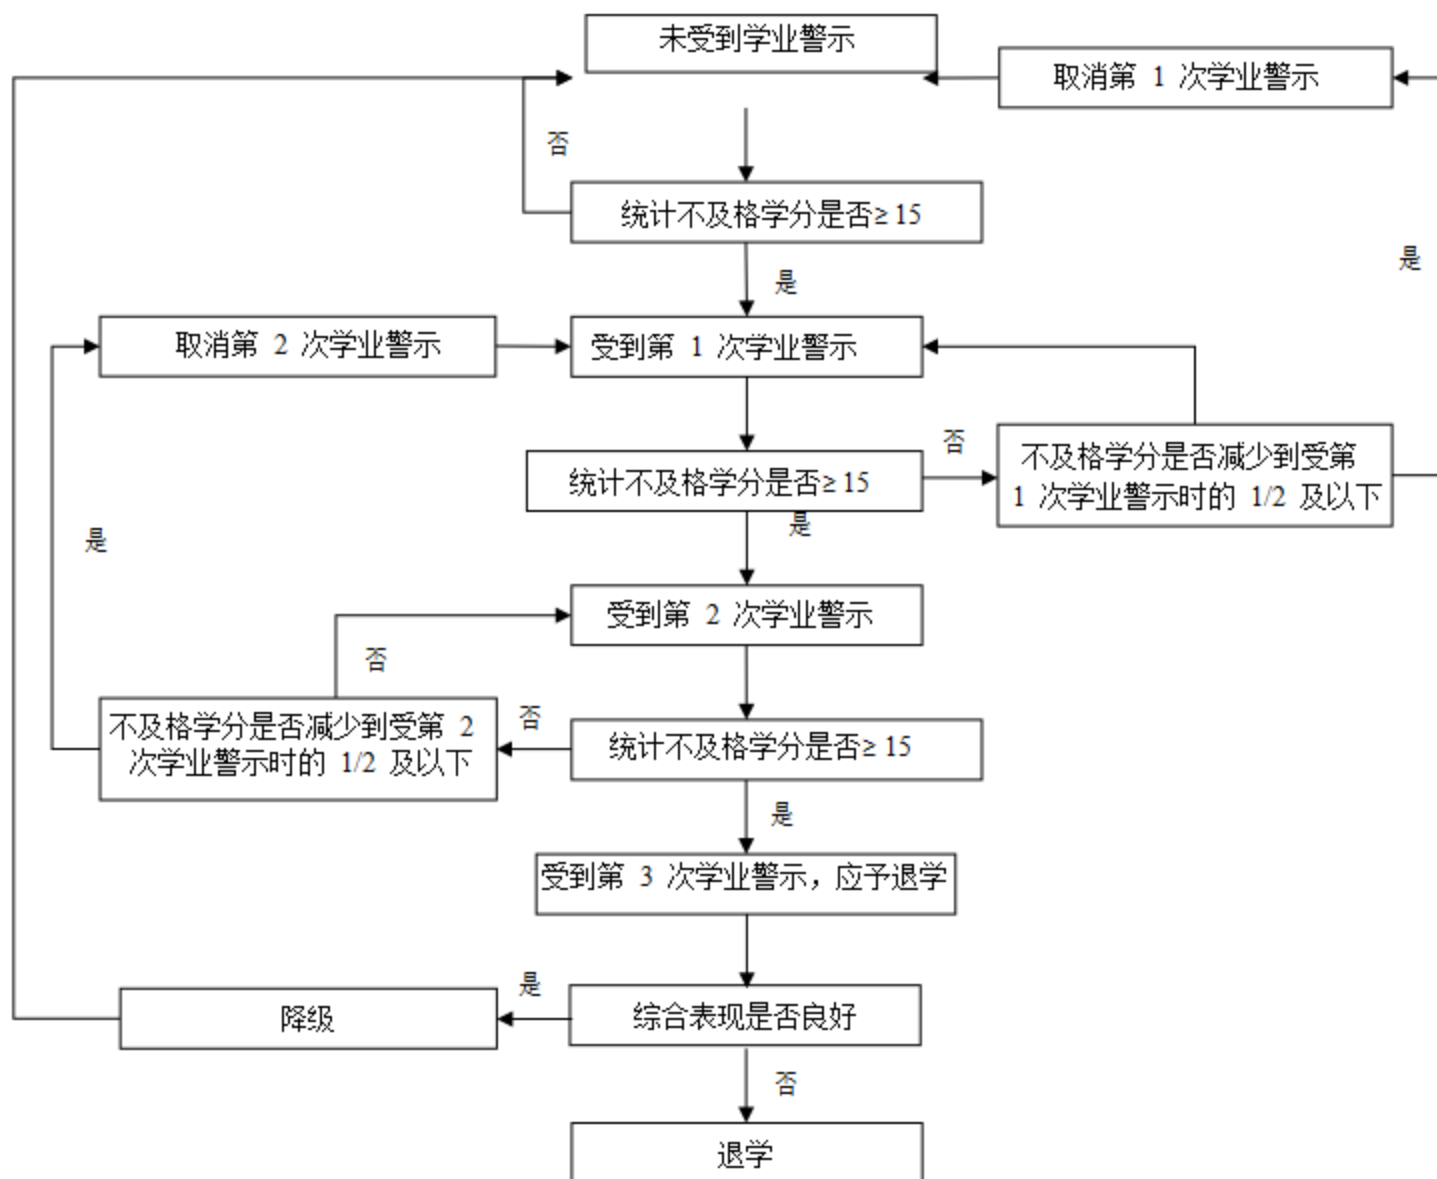 未受到学业警示
取消第 1 次学业警示
否
统计不及格学分是否≥15
是
是
取消第 2 次学业警示
受到第 1 次学业警示
否
不及格学分是否减少到受第
1 次学业警示时的 1/2 及以下
统计不及格学分是否≥15
是
是
受到第 2 次学业警示
否
不及格学分是否减少到受第 2
次学业警示时的 1/2 及以下
否
统计不及格学分是否≥15
是
受到第 3 次学业警示，应予退学
是
降级
综合表现是否良好
否
退学